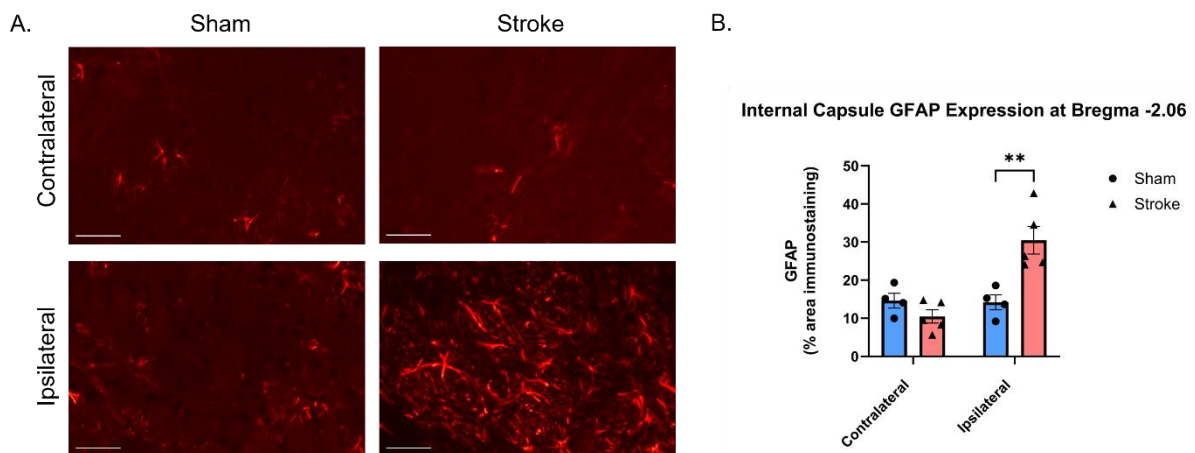 A.
Sham
Stroke
Contralateral
Ipsilateral
B.
Internal Capsule GFAP Expression at Bregma -2.06
GFAP
(% area immunostaining)
50
40
30
20
10
0
**
Sham
Stroke
Contralateral
Ipsilateral